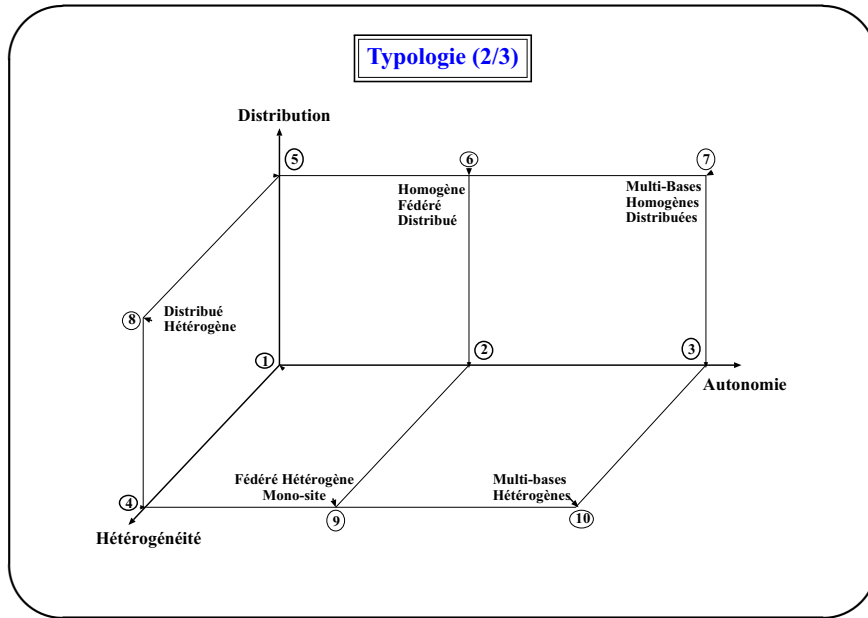 Typologie (2/3)
Distribution
5
6
7
Homogène
Fédéré
Distribué
Multi-Bases
Homogènes
Distribuées
8
Distribué
Hétérogène
1
2
3
Autonomie
Fédéré Hétérogène
Mono-site
Multi-bases
Hétérogènes
4
9
10
Hétérogénéité